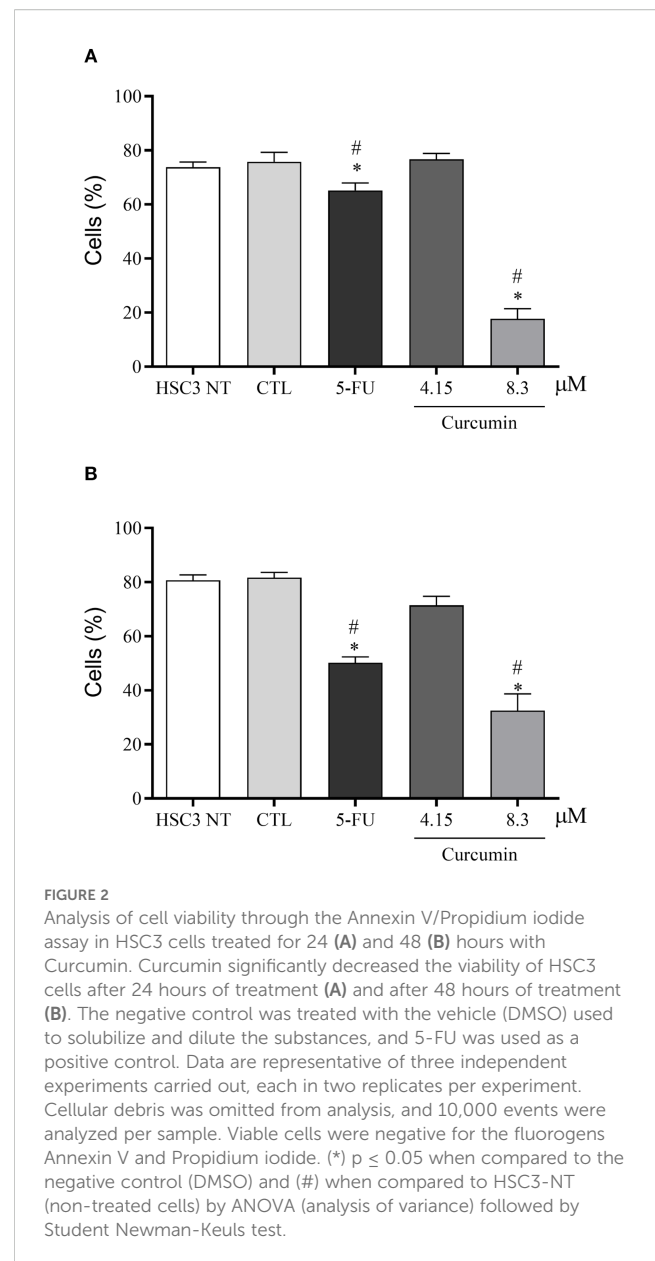 A
100
80
60
40
20
0
Cells (%)
#
*
#
*
HSC3 NT CTL 5-FU 4.15 8.3 μM
Curcumin
B
100
80
60
40
20
0
Cells (%)
#
*
#
*
HSC3 NT CTL 5-FU 4.15 8.3 μM
Curcumin
FIGURE 2
Analysis of cell viability through the Annexin V/Propidium iodide
assay in HSC3 cells treated for 24 (A) and 48 (B) hours with
Curcumin. Curcumin significantly decreased the viability of HSC3
cells after 24 hours of treatment (A) and after 48 hours of treatment
(B). The negative control was treated with the vehicle (DMSO) used
to solubilize and dilute the substances, and 5-FU was used as a
positive control. Data are representative of three independent
experiments carried out, each in two replicates per experiment.
Cellular debris was omitted from analysis, and 10,000 events were
analyzed per sample. Viable cells were negative for the fluorogens
Annexin V and Propidium iodide. (*) p ≤ 0.05 when compared to the
negative control (DMSO) and (#) when compared to HSC3-NT
(non-treated cells) by ANOVA (analysis of variance) followed by
Student Newman-Keuls test.